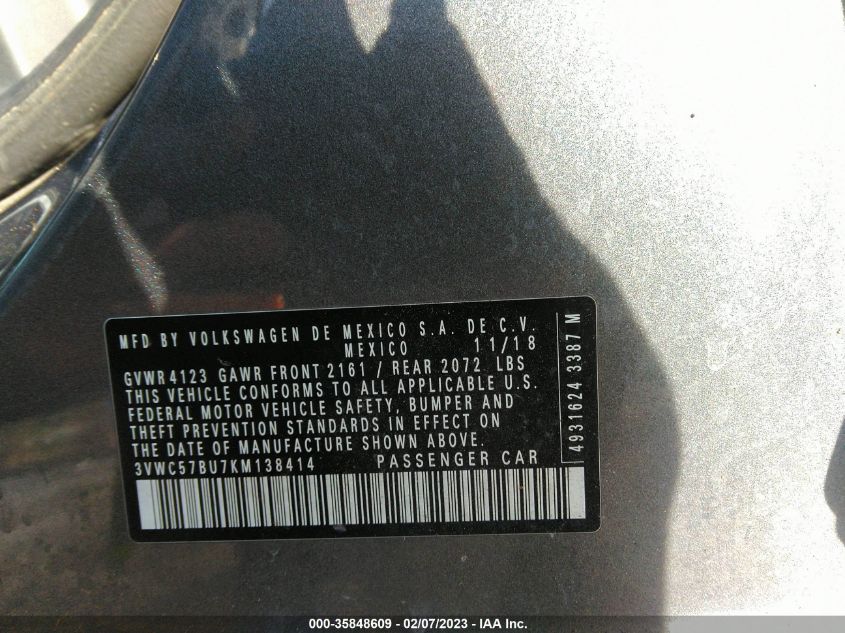 MFD BY VOLKSWAGEN DE MEXICO S.A. DE C.V.
MEXICO 11/18
GVWR 4123 GAWR FRONT 2161 / REAR 2072 LBS
THIS VEHICLE CONFORMS TO ALL APPLICABLE U.S.
FEDERAL MOTOR VEHICLE SAFETY, BUMPER AND
THEFT PREVENTION STANDARDS IN EFFECT ON
THE DATE OF MANUFACTURE SHOWN ABOVE.
3VWC57BU7KM138414 PASSENGER CAR
4931624 3387 M
000-35848609 - 02/07/2023 - IAA Inc.